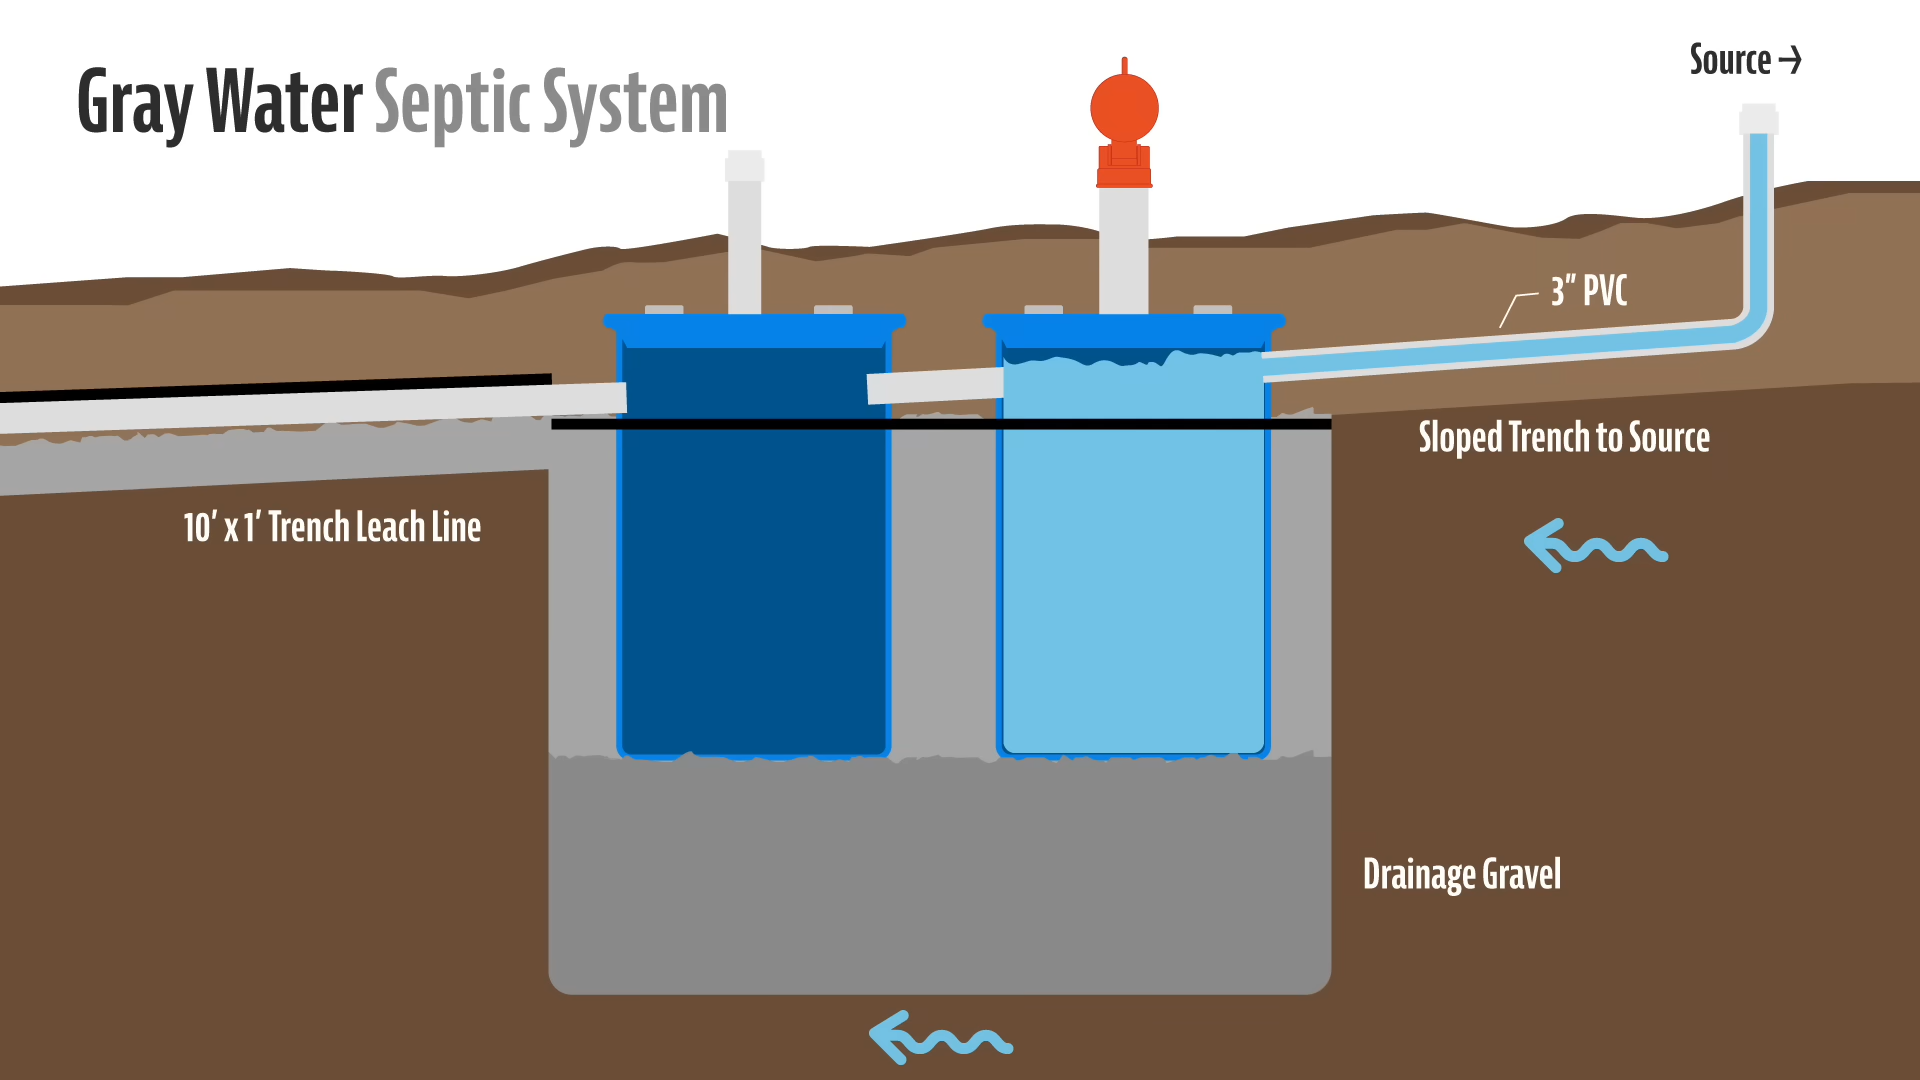 Gray Water Septic System
Source →
3″ PVC
Sloped Trench to Source
10′ x 1′ Trench Leach Line
Drainage Gravel